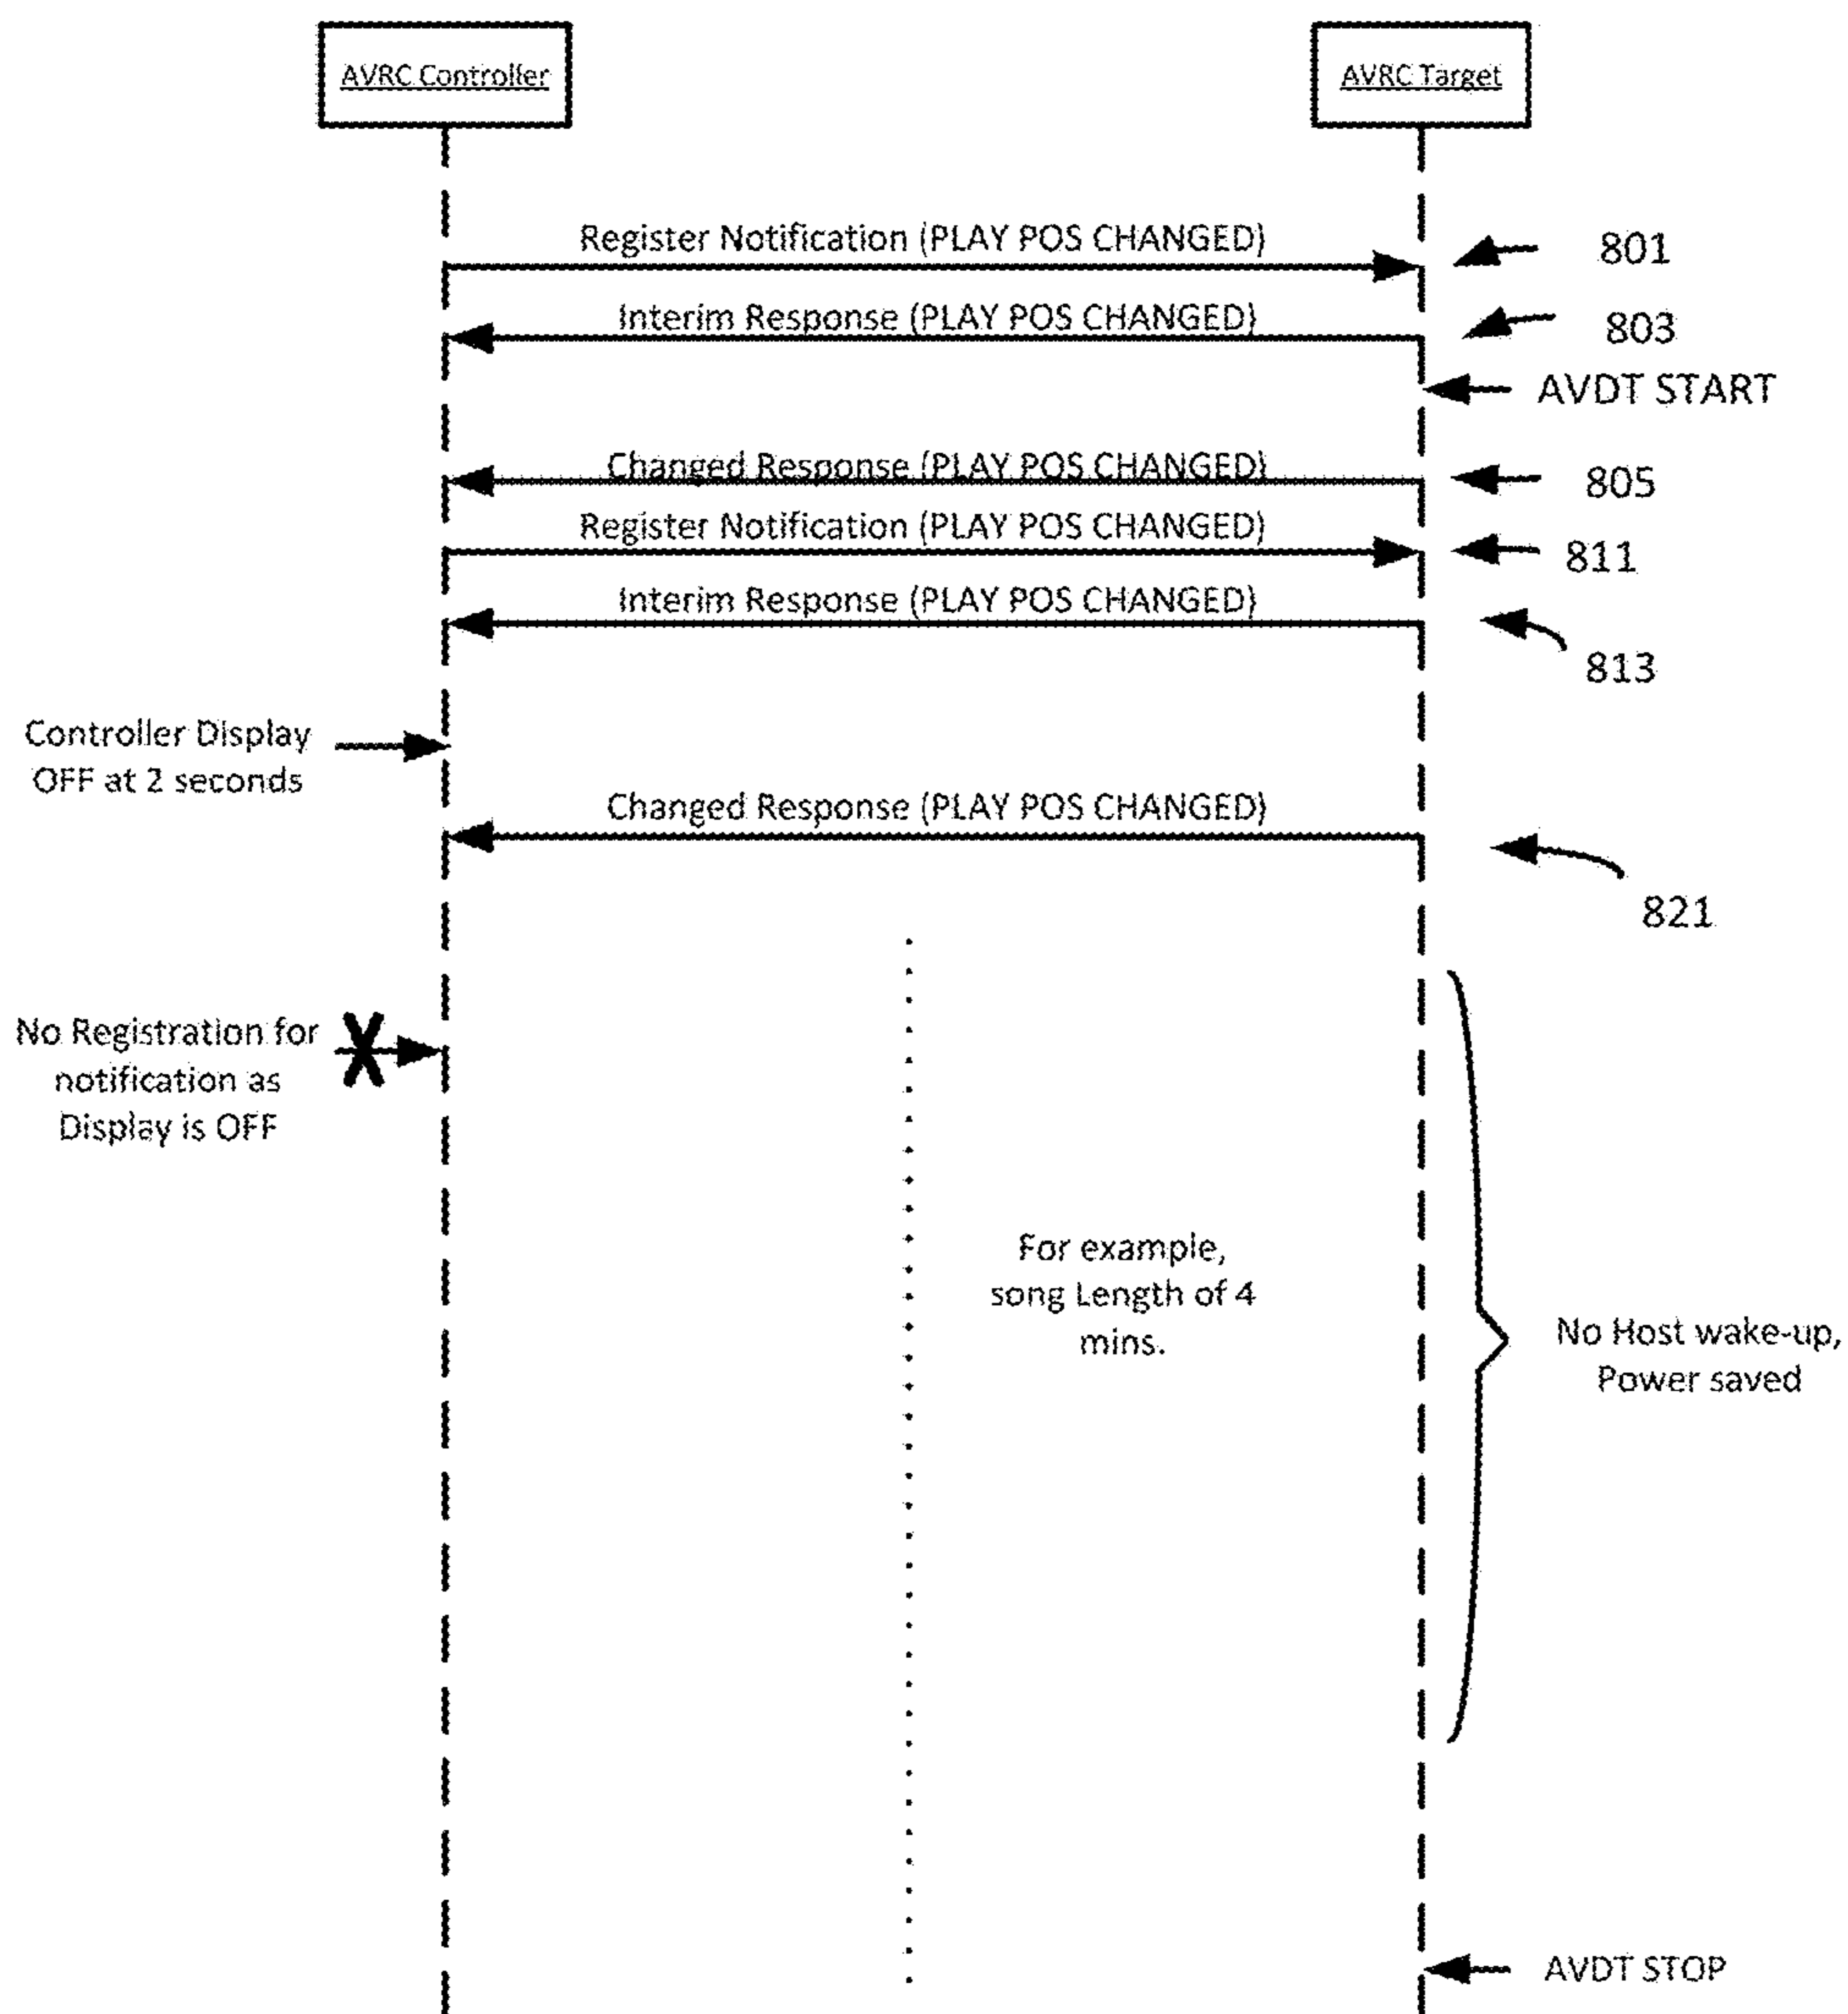 AVRC Controller
AVRC Target
Register Notification (PLAY POS CHANGED)
801
Interim Response (PLAY POS CHANGED)
803
AVDT START
Changed Response (PLAY POS CHANGED)
805
Register Notification (PLAY POS CHANGED)
811
Interim Response (PLAY POS CHANGED)
813
Controller Display
OFF at 2 seconds
Changed Response (PLAY POS CHANGED)
821
No Registration for
notification as
Display is OFF
For example,
song Length of 4
mins.
No Host wake-up,
Power saved
AVDT STOP